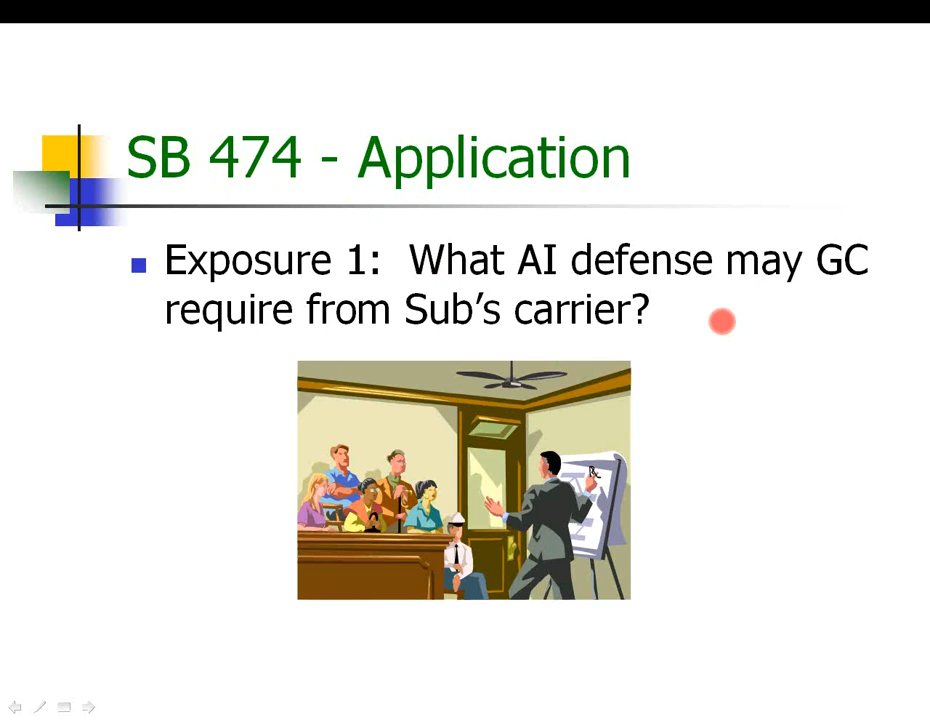 SB 474 - Application
Exposure 1:  What AI defense may GC
require from Sub’s carrier?